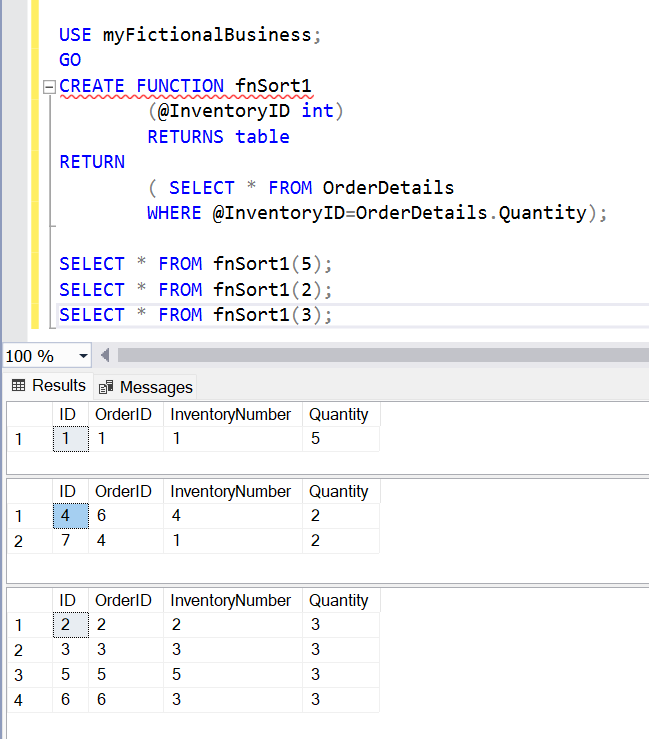 USE myFictionalBusiness;
GO
CREATE FUNCTION fnSort1
(@InventoryID int)
RETURNS table
RETURN
( SELECT * FROM OrderDetails
WHERE @InventoryID=OrderDetails.Quantity);
SELECT * FROM fnSort1(5);
SELECT * FROM fnSort1(2);
SELECT * FROM fnSort1(3);
100 %
Results Messages
ID OrderID InventoryNumber Quantity
1 1 1 1 5
ID OrderID InventoryNumber Quantity
1 4 6 4 2
2 7 4 1 2
ID OrderID InventoryNumber Quantity
1 2 2 2 3
2 3 3 3 3
3 5 5 5 3
4 6 6 3 3